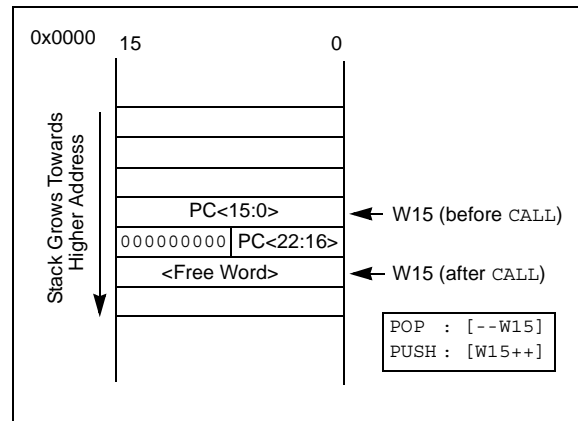 0x0000
15 0
Stack Grows Towards
Higher Address
PC<15:0>
W15 (before CALL)
000000000 PC<22:16>
<Free Word>
W15 (after CALL)
POP : [--W15]
PUSH : [W15++]